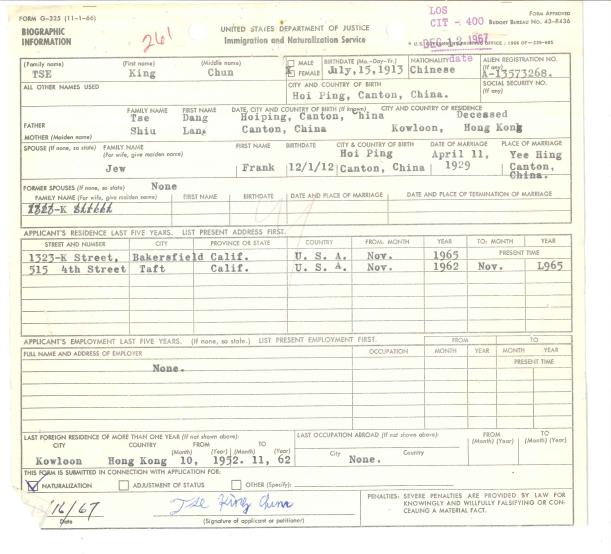 FORM G-325 (11-1-66)
BIOGRAPHIC
INFORMATION
261
UNITED STATES DEPARTMENT OF JUSTICE
Immigration and Naturalization Service
LOS
CIT - 400
DEC 12 1967
date
FORM APPROVED
BUDGET BUREAU No. 43-R436
(Family name) (First name) (Middle name) MALE FEMALE BIRTHDATE (Mo.-Day-Yr.) NATIONALITY ALIEN REGISTRATION NO. (If any)
TSE King Chun July,15,1913 Chinese A-13573268.
ALL OTHER NAMES USED CITY AND COUNTRY OF BIRTH SOCIAL SECURITY NO. (If any)
Hoi Ping, Canton, China.
FAMILY NAME FIRST NAME DATE, CITY AND COUNTRY OF BIRTH (If known) CITY AND COUNTRY OF RESIDENCE
FATHER Tse Dang Hoiping, Canton, China Deceased
MOTHER (Maiden name) Shiu Lan, Canton, China Kowloon, Hong Kong
SPOUSE (If none, so state) FAMILY NAME (For wife, give maiden name) FIRST NAME BIRTHDATE CITY & COUNTRY OF BIRTH DATE OF MARRIAGE PLACE OF MARRIAGE
Jew Frank 12/1/12 Hoi Ping Canton, China April 11, 1929 Yee Hing Canton, China.
FORMER SPOUSES (If none, so state) None
FAMILY NAME (For wife, give maiden name) FIRST NAME BIRTHDATE DATE AND PLACE OF MARRIAGE DATE AND PLACE OF TERMINATION OF MARRIAGE
1323-K Street
APPLICANT'S RESIDENCE LAST FIVE YEARS. LIST PRESENT ADDRESS FIRST.
STREET AND NUMBER CITY PROVINCE OR STATE COUNTRY FROM: MONTH YEAR TO: MONTH YEAR
1323-K Street, Bakersfield Calif. U. S. A. Nov. 1965 PRESENT TIME
515 4th Street Taft Calif. U. S. A. Nov. 1962 Nov. L965
APPLICANT'S EMPLOYMENT LAST FIVE YEARS. (If none, so state.) LIST PRESENT EMPLOYMENT FIRST. FROM TO
FULL NAME AND ADDRESS OF EMPLOYER OCCUPATION MONTH YEAR MONTH YEAR
PRESENT TIME
None.
LAST FOREIGN RESIDENCE OF MORE THAN ONE YEAR (If not shown above): LAST OCCUPATION ABROAD (If not shown above): FROM (Month) (Year) TO (Month) (Year)
CITY COUNTRY FROM (Month) (Year) TO (Month) (Year) City Country
Kowloon Hong Kong 10, 1952. 11, 62 None.
THIS FORM IS SUBMITTED IN CONNECTION WITH APPLICATION FOR:
NATURALIZATION ADJUSTMENT OF STATUS OTHER (Specify):
/16/67 Tse King Chun
Date (Signature of applicant or petitioner)
PENALTIES: SEVERE PENALTIES ARE PROVIDED BY LAW FOR
KNOWINGLY AND WILLFULLY FALSIFYING OR CON-
CEALING A MATERIAL FACT.